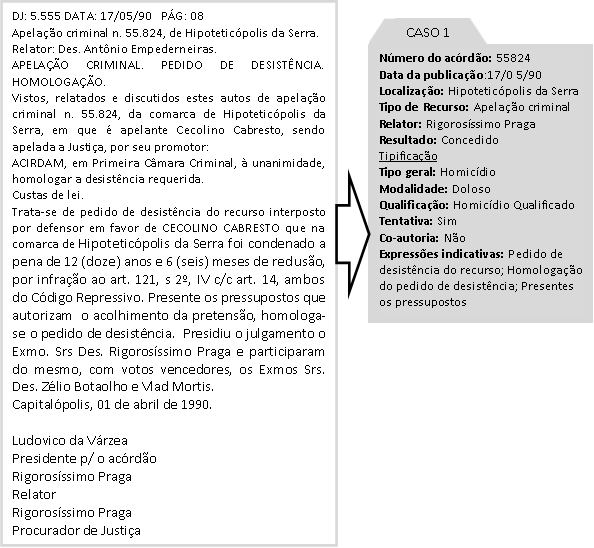 DJ: 5.555 DATA: 17/05/90 PÁG: 08
Apelação criminal n. 55.824, de Hipoteticópolis da Serra.
Relator: Des. Antônio Empederneiras.
APELAÇÃO CRIMINAL. PEDIDO DE DESISTÊNCIA.
HOMOLOGAÇÃO.
Vistos, relatados e discutidos estes autos de apelação
criminal n. 55.824, da comarca de Hipoteticópolis da
Serra, em que é apelante Cecolino Cabresto, sendo
apelada a Justiça, por seu promotor:
ACIRDAM, em Primeira Câmara Criminal, à unanimidade,
homologar a desistência requerida.
Custas de lei.
Trata-se de pedido de desistência do recurso interposto
por defensor em favor de CECOLINO CABRESTO que na
comarca de Hipoteticópolis da Serra foi condenado a
pena de 12 (doze) anos e 6 (seis) meses de redusão,
por infração ao art. 121, s 2º, IV c/c art. 14, ambos
do Código Repressivo. Presente os pressupostos que
autorizam o acolhimento da pretensão, homologa-
se o pedido de desistência. Presidiu o julgamento o
Exmo. Srs Des. Rigorosíssimo Praga e participaram
do mesmo, com votos vencedores, os Exmos Srs.
Des. Zélio Botaolho e Vlad Mortis.
Capitalópolis, 01 de abril de 1990.
Ludovico da Várzea
Presidente p/ o acórdão
Rigorosíssimo Praga
Relator
Rigorosíssimo Praga
Procurador de Justiça
CASO 1
Número do acórdão: 55824
Data da publicação:17/0 5/90
Localização: Hipoteticópolis da Serra
Tipo de Recurso: Apelação criminal
Relator: Rigorosíssimo Praga
Resultado: Concedido
Tipificação
Tipo geral: Homicídio
Modalidade: Doloso
Qualificação: Homicídio Qualificado
Tentativa: Sim
Co-autoria: Não
Expressões indicativas: Pedido de
desistência do recurso; Homologação
do pedido de desistência; Presentes
os pressupostos